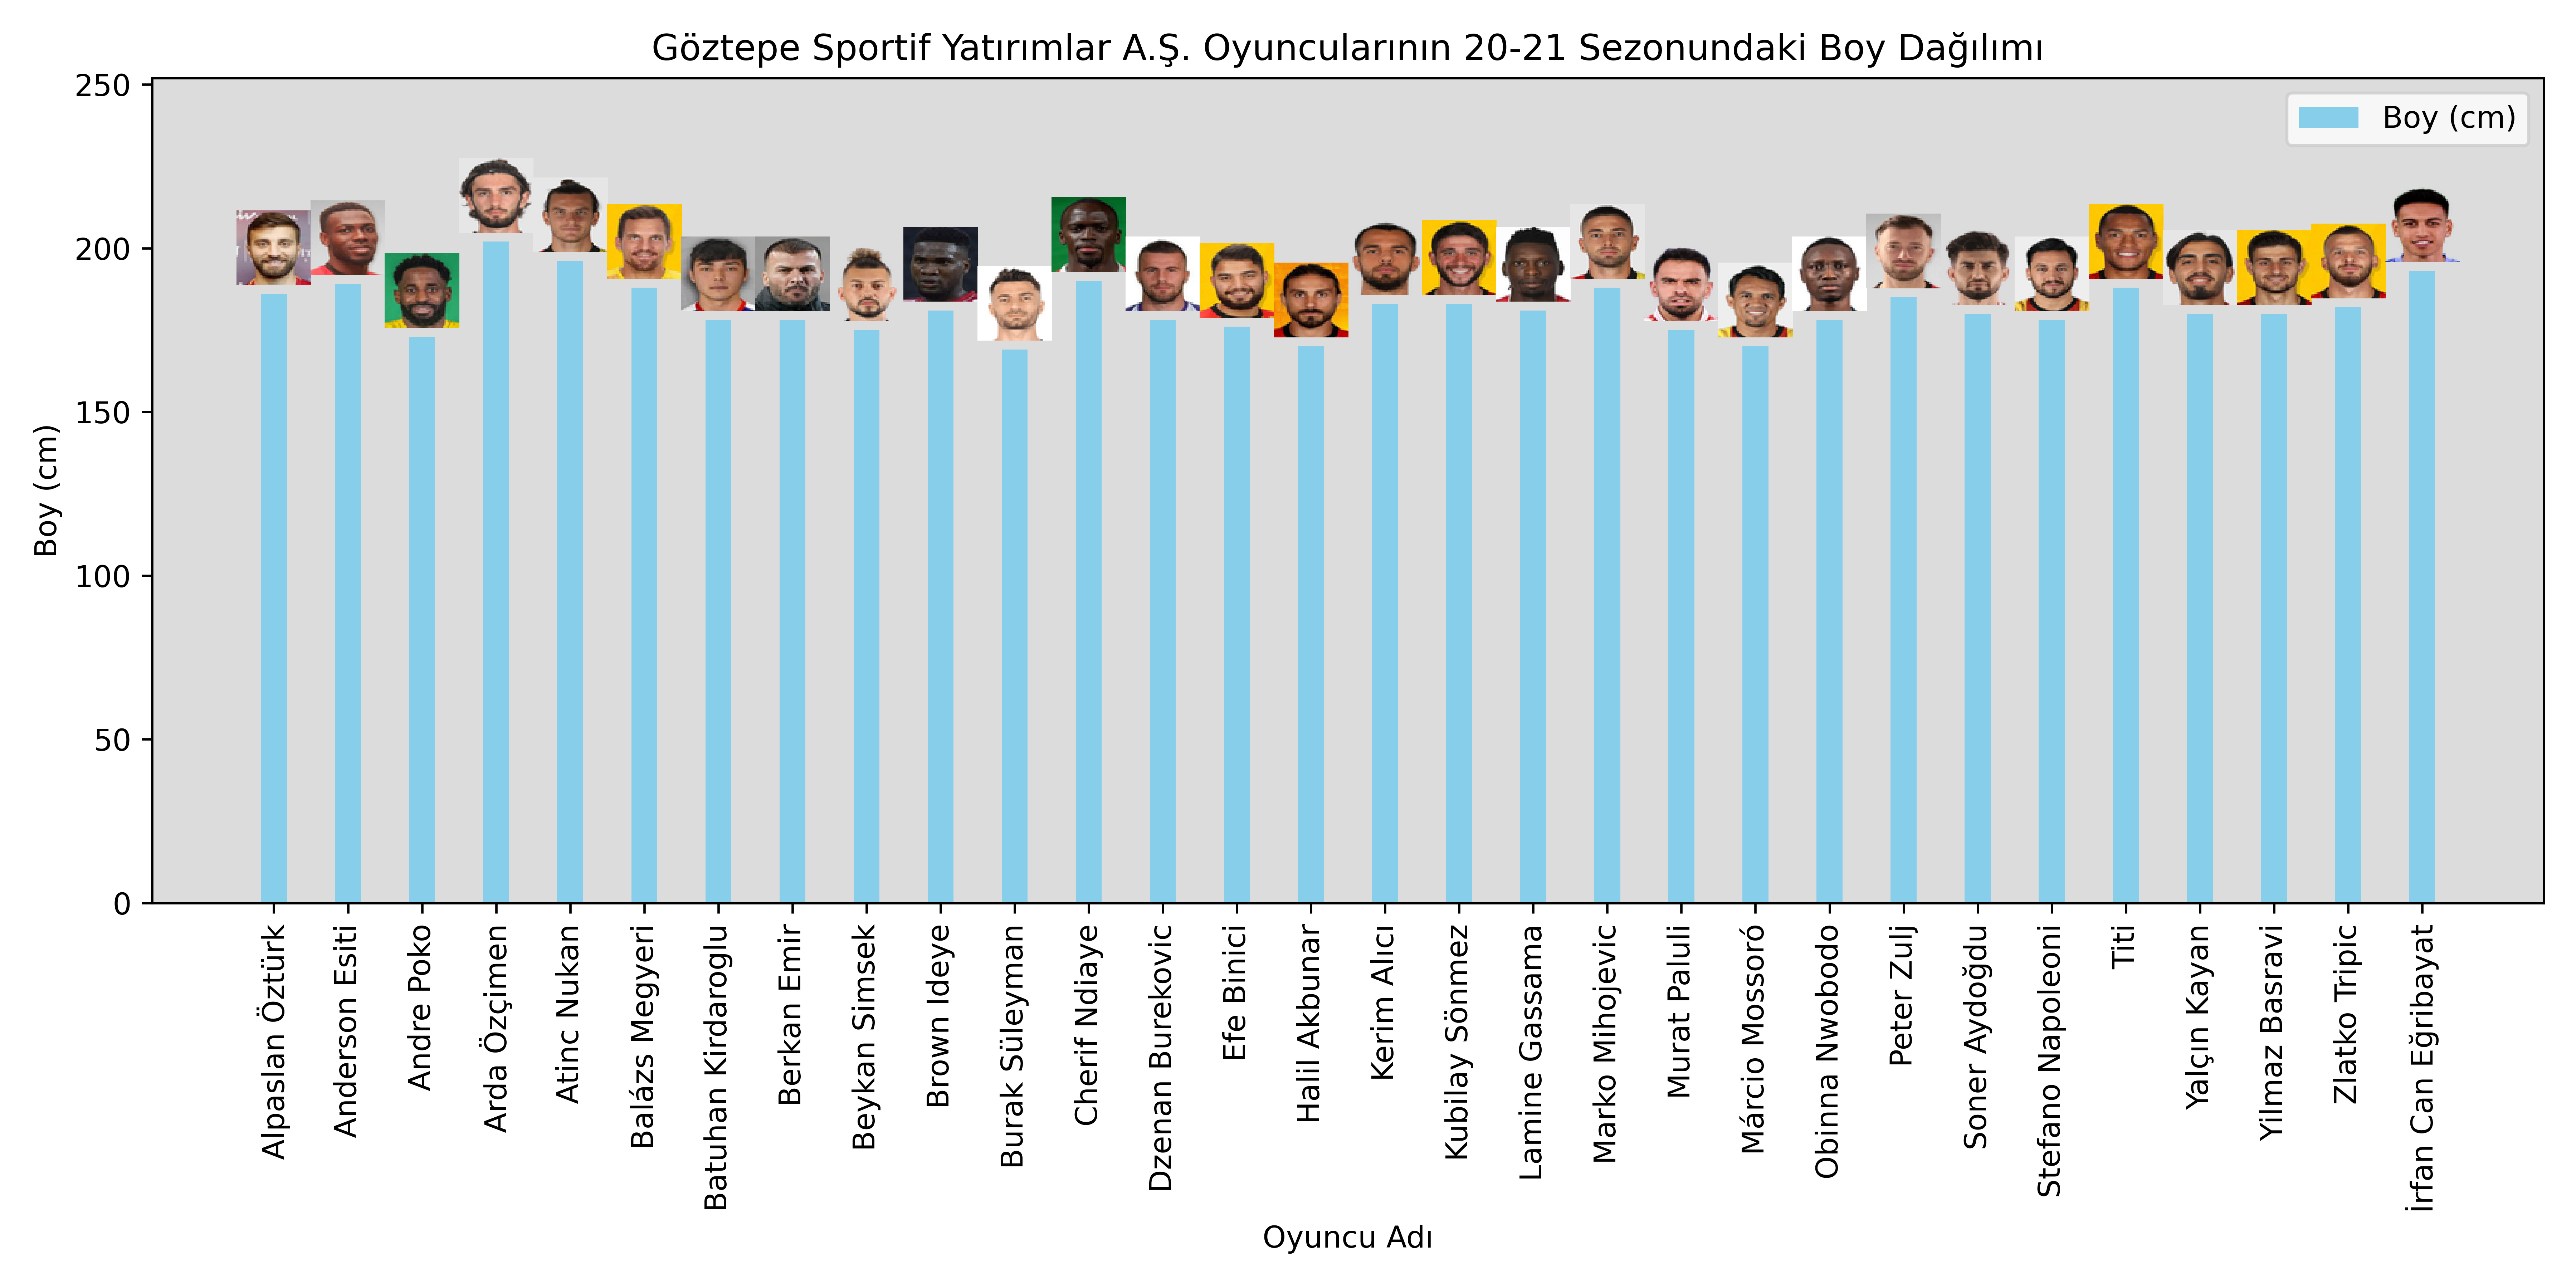 Göztepe Sportif Yatırımlar A.Ş. Oyuncularının 20-21 Sezonundaki Boy Dağılımı
Boy (cm)
250
200
150
100
50
0
Boy (cm)
Alpaslan Öztürk
Anderson Esiti
Andre Poko
Arda Özçimen
Atinc Nukan
Balázs Megyeri
Batuhan Kirdaroglu
Berkan Emir
Beykan Simsek
Brown Ideye
Burak Süleyman
Cherif Ndiaye
Dzenan Burekovic
Efe Binici
Halil Akbunar
Kerim Alıcı
Kubilay Sönmez
Lamine Gassama
Marko Mihojevic
Murat Paluli
Márcio Mossoró
Obinna Nwobodo
Peter Zulj
Soner Aydoğdu
Stefano Napoleoni
Titi
Yalçın Kayan
Yilmaz Basravi
Zlatko Tripic
İrfan Can Eğribayat
Oyuncu Adı